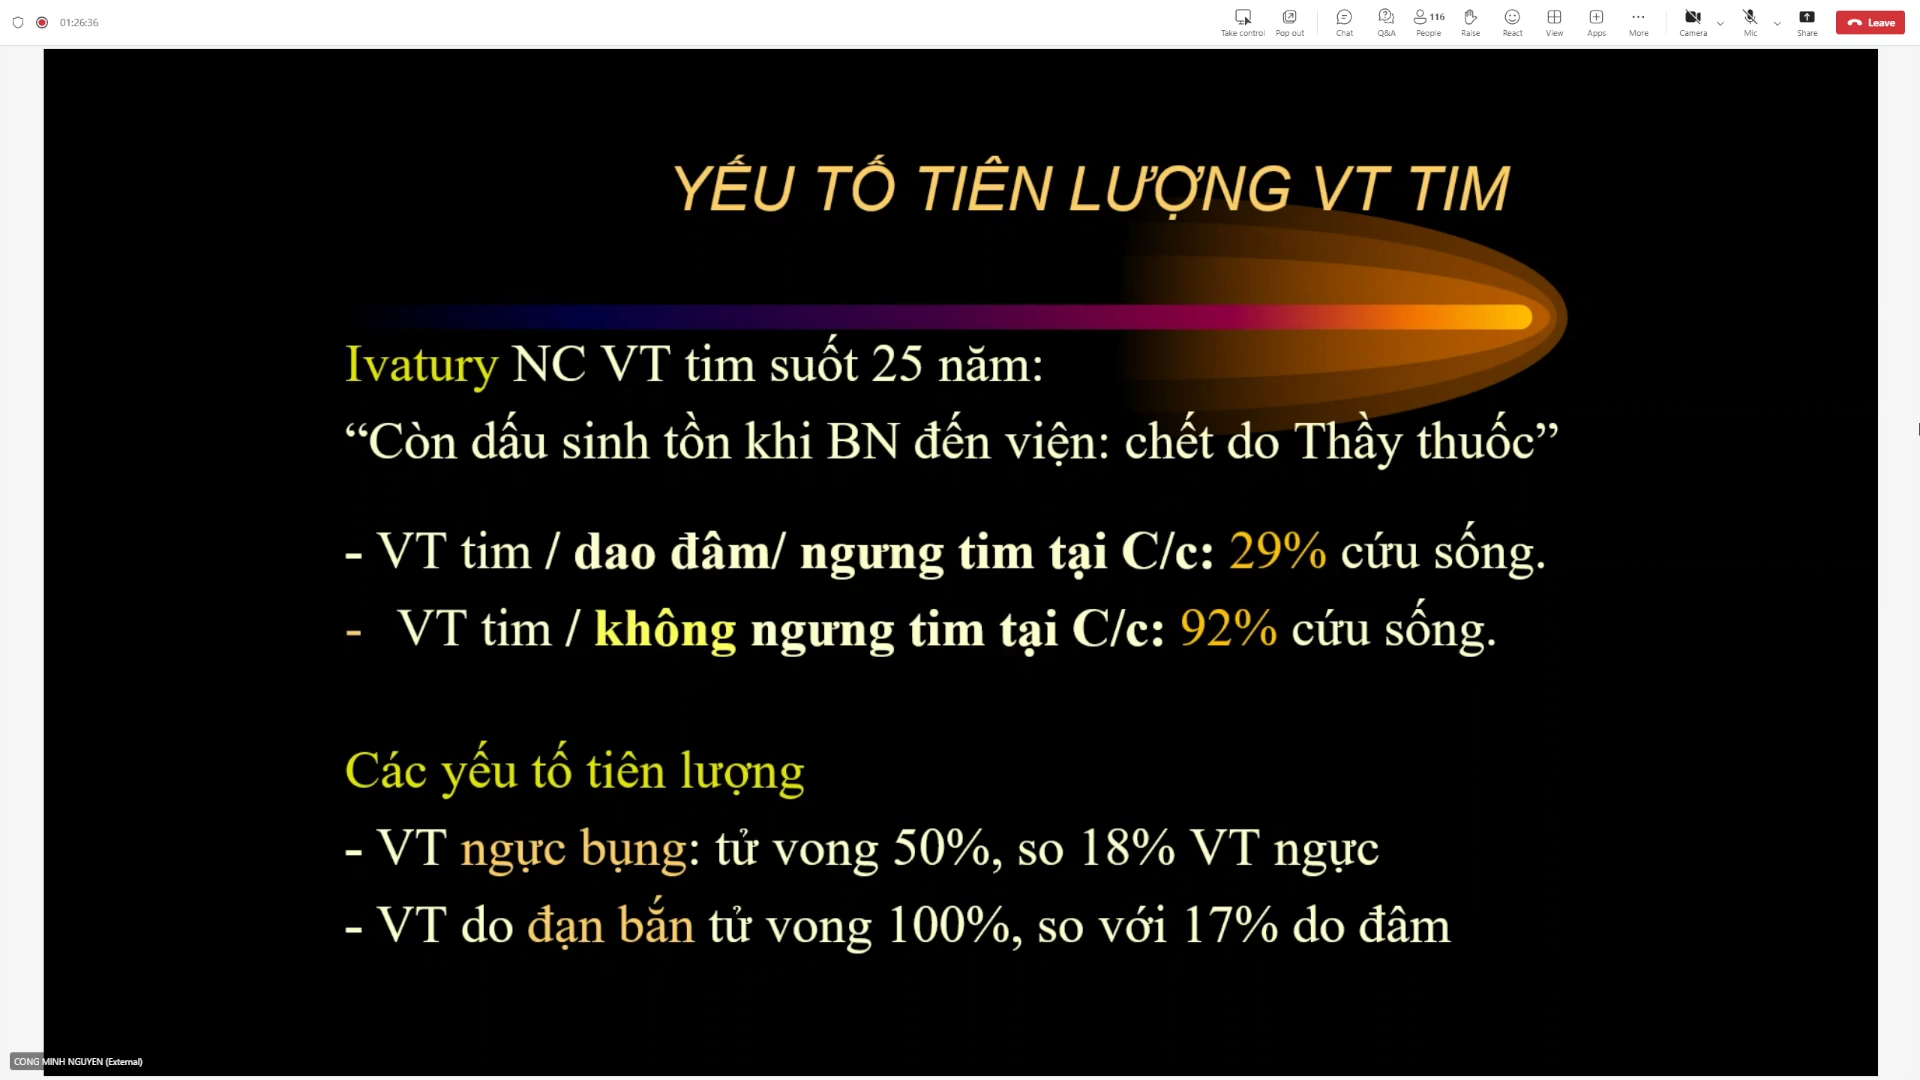 01:26:36
Take control
Pop out
Chat
Q&A
116
People
Raise
React
View
Apps
More
Camera
Mic
Share
Leave
YẾU TỐ TIÊN LƯỢNG VT TIM
Ivatury NC VT tim suốt 25 năm:
“Còn dấu sinh tồn khi BN đến viện: chết do Thầy thuốc”
- VT tim / dao đâm/ ngưng tim tại C/c: 29% cứu sống.
- VT tim / không ngưng tim tại C/c: 92% cứu sống.
Các yếu tố tiên lượng
- VT ngực bụng: tử vong 50%, so 18% VT ngực
- VT do đạn bắn tử vong 100%, so với 17% do đâm
CONG MINH NGUYEN (External)